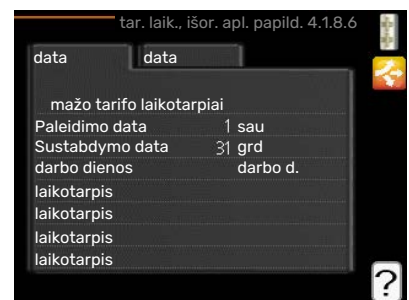 tar. laik., išor. apl. papild. 4.1.8.6
data data
mažo tarifo laikotarpiai
Paleidimo data 1 sau
Sustabdymo data 31 grd
darbo dienos darbo d.
laikotarpis
laikotarpis
laikotarpis
laikotarpis
?